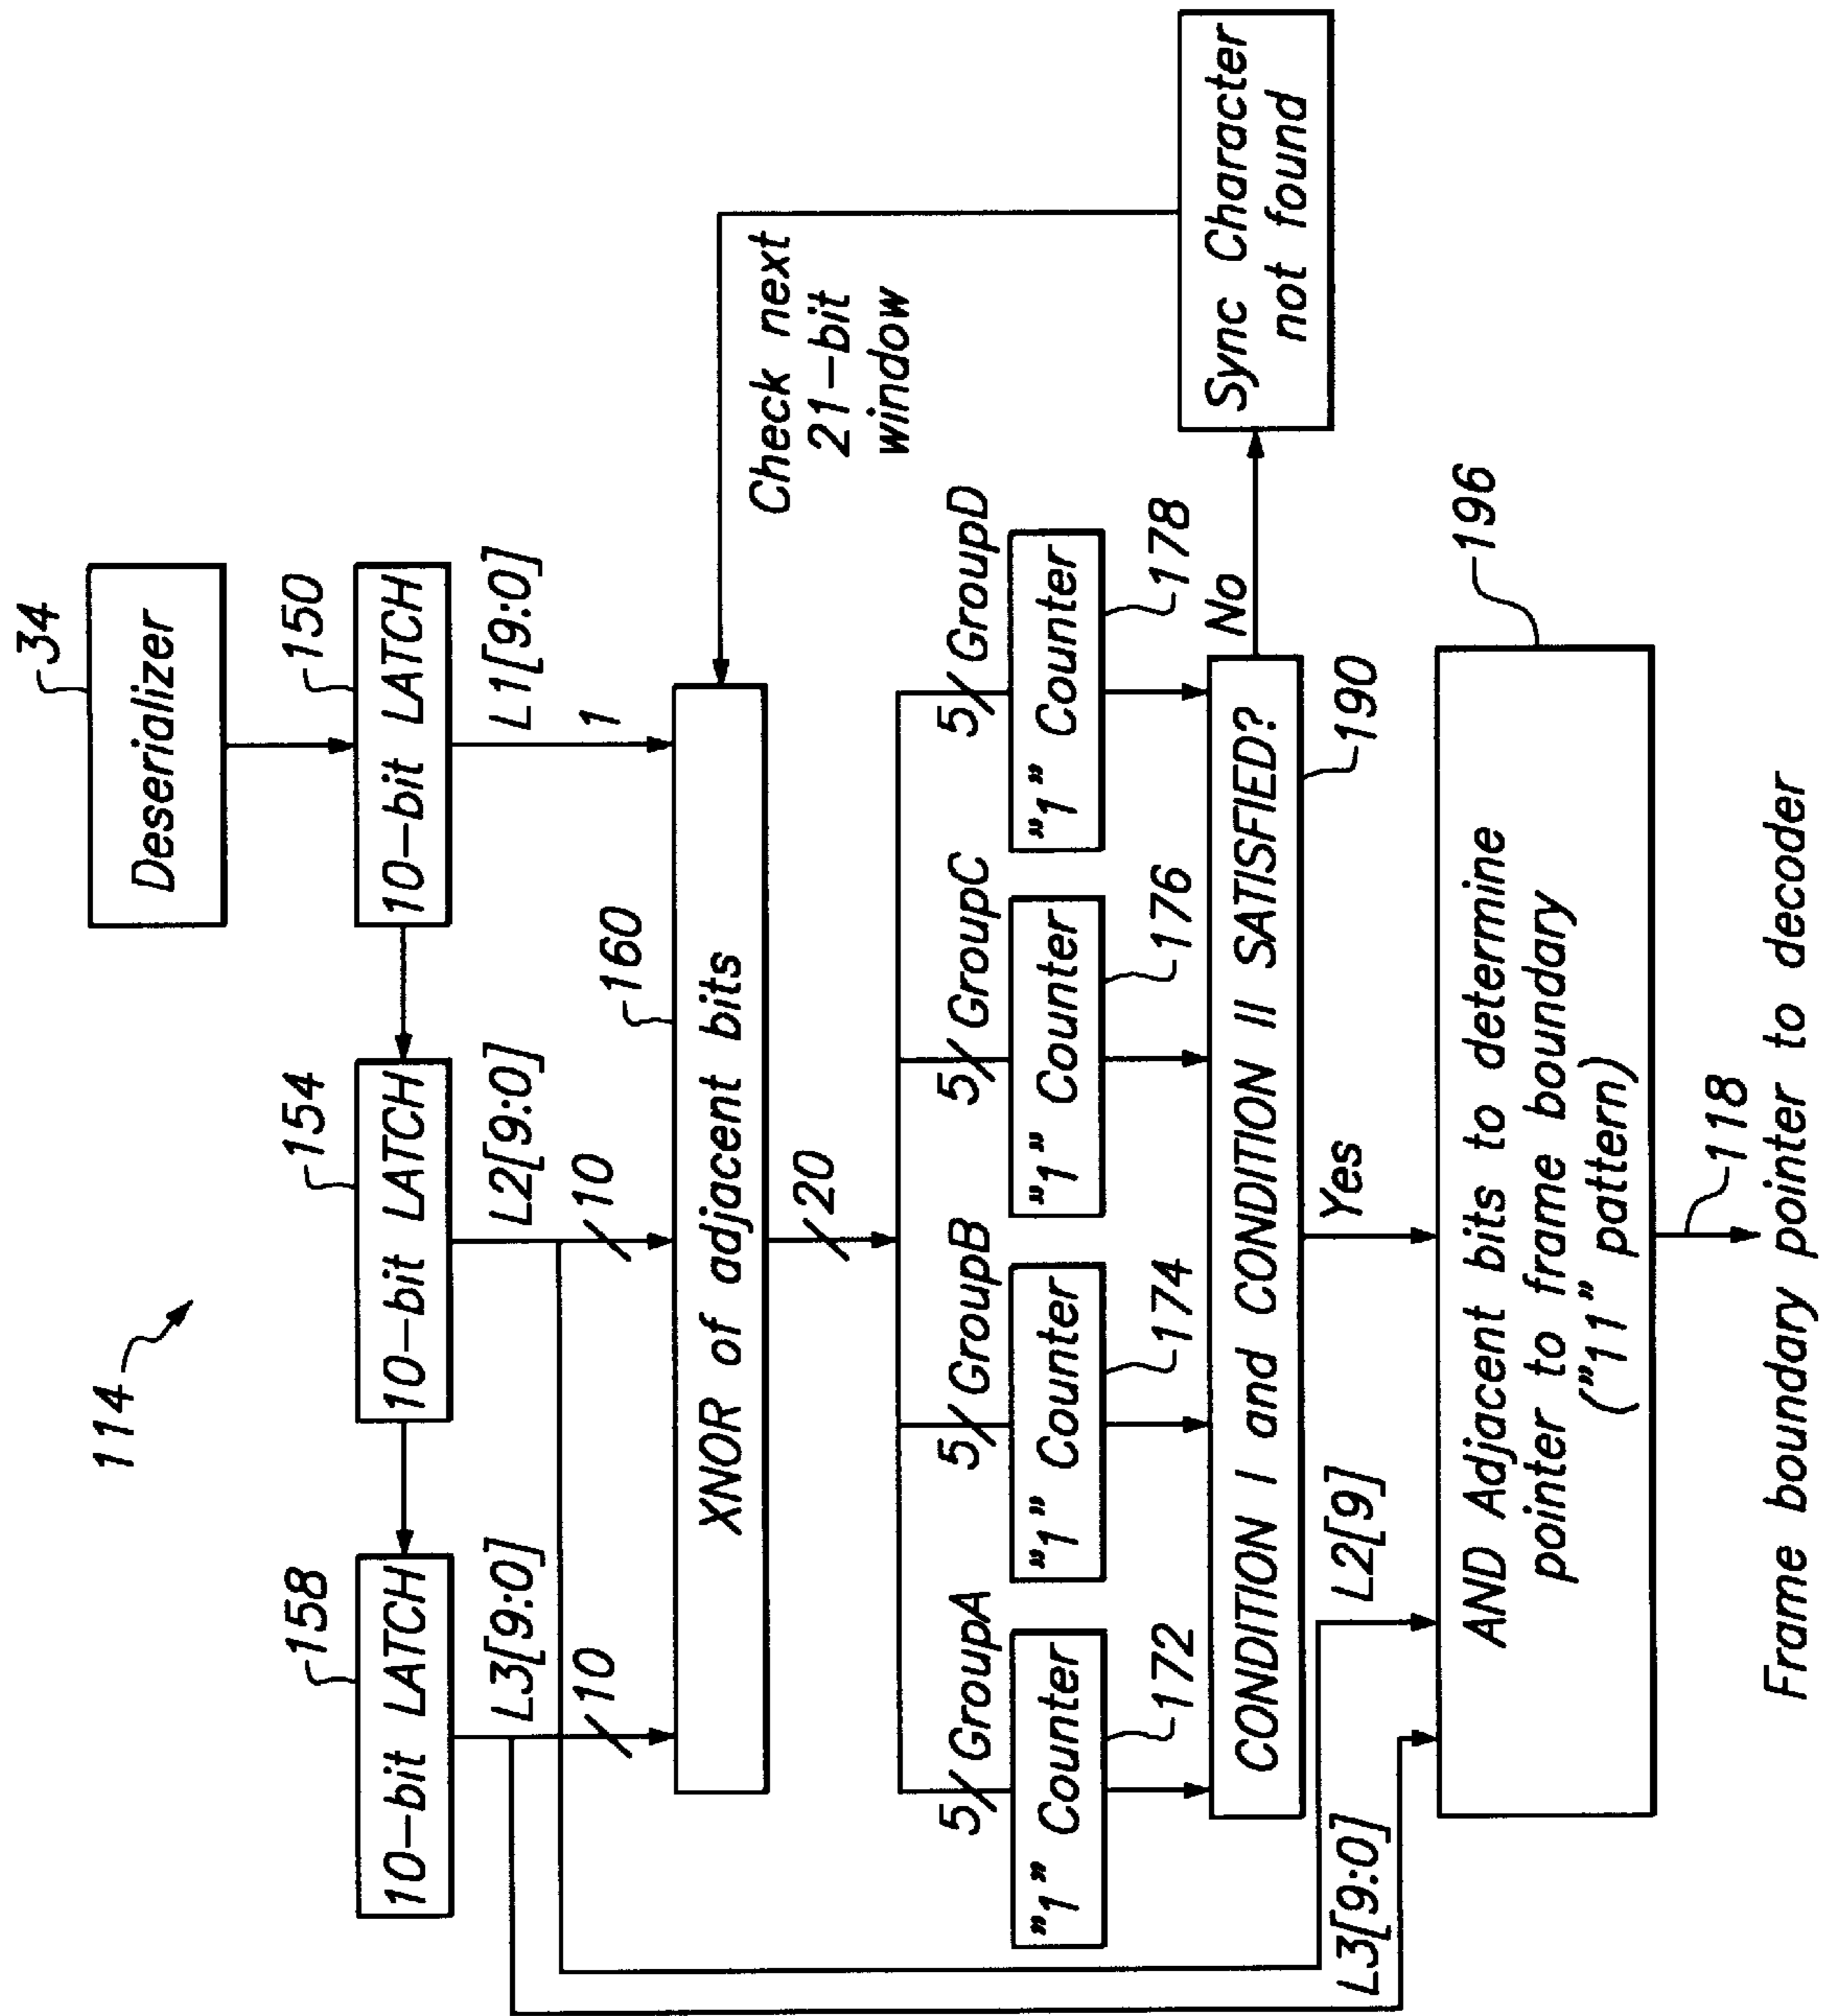 114
34
Deserializer
158
154
150
10-bit LATCH
10-bit LATCH
10-bit LATCH
L3[9:0]
L2[9:0]
L1[9:0]
10
10
1
160
XNOR of adjacent bits
Check next
21-bit
window
20
5
GroupA
5
GroupB
5
GroupC
5
GroupD
"1" Counter
"1" Counter
"1" Counter
"1" Counter
172
174
176
178
CONDITION I and CONDITION II SATISFIED?
No
Sync Character
not found
190
L3[9:0]
L2[9]
Yes
196
AND Adjacent bits to determine
pointer to frame boundary
("11" pattern)
118
Frame boundary pointer to decoder